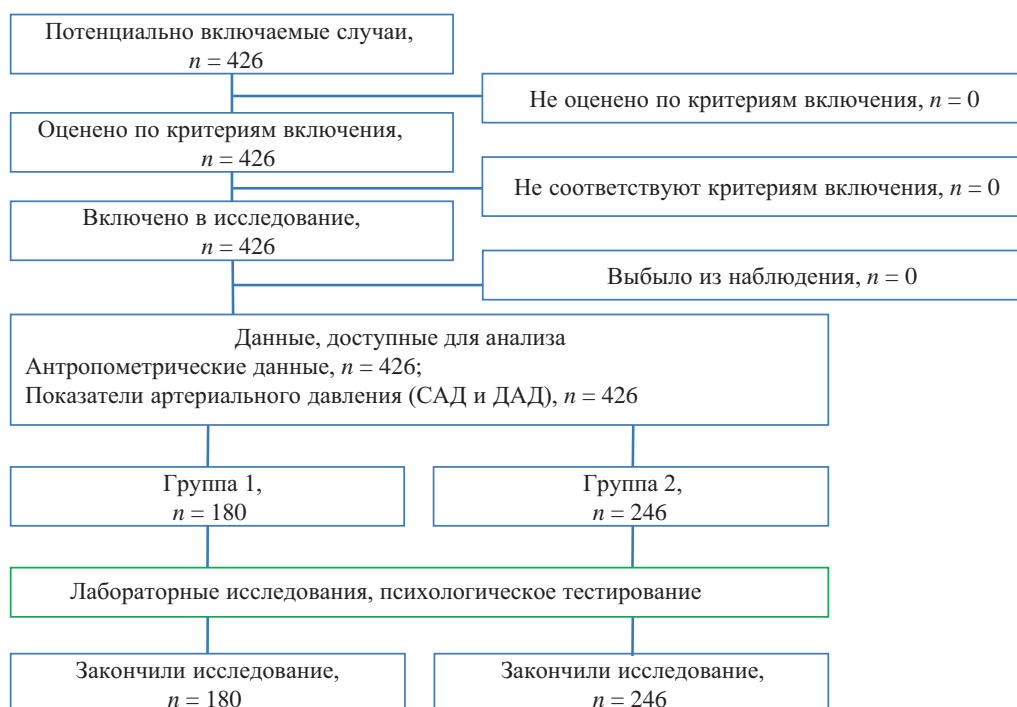 Потенциально включаемые случаи,
n = 426
Не оценено по критериям включения, n = 0
Оценено по критериям включения,
n = 426
Не соответствуют критериям включения, n = 0
Включено в исследование,
n = 426
Выбыло из наблюдения, n = 0
Данные, доступные для анализа
Антропометрические данные, n = 426;
Показатели артериального давления (САД и ДАД), n = 426
Группа 1,
n = 180
Группа 2,
n = 246
Лабораторные исследования, психологическое тестирование
Закончили исследование,
n = 180
Закончили исследование,
n = 246